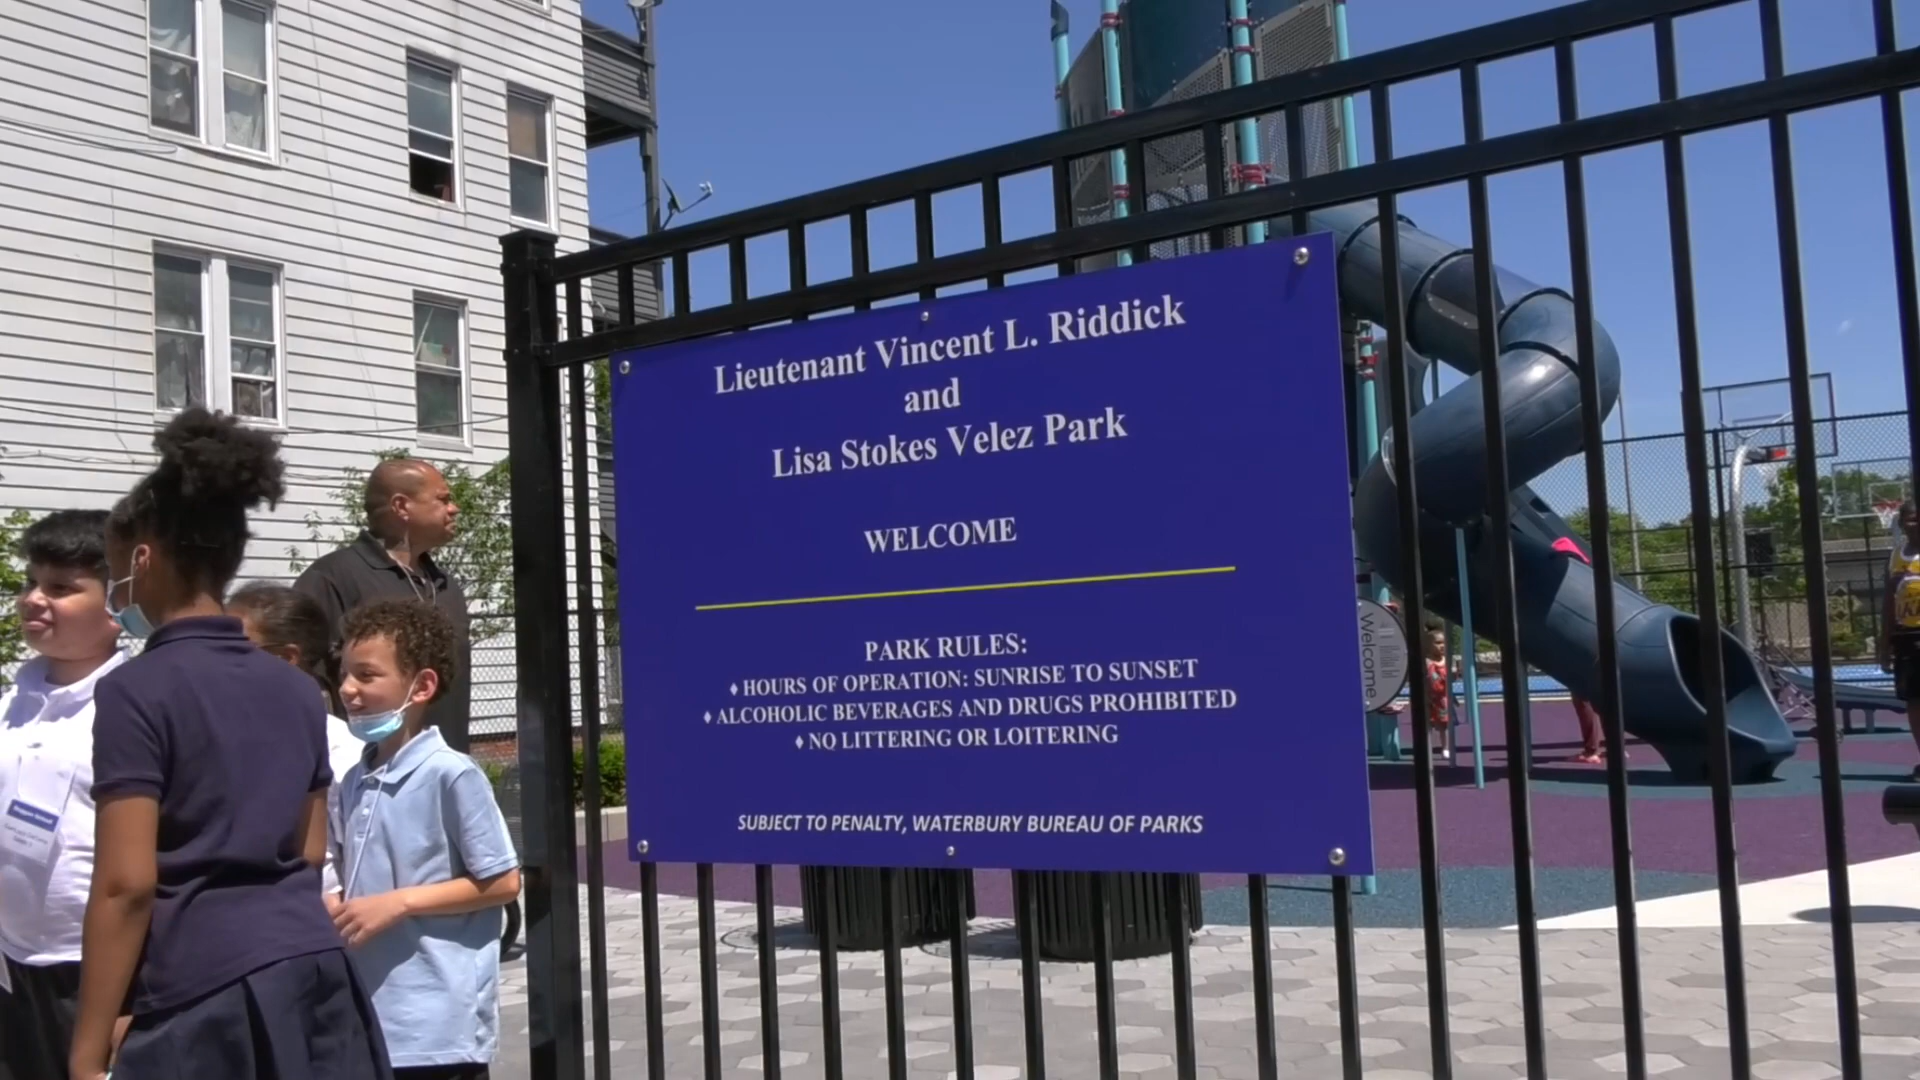 Lieutenant Vincent L. Riddick
and
Lisa Stokes Velez Park
WELCOME
PARK RULES:
♦ HOURS OF OPERATION: SUNRISE TO SUNSET
♦ ALCOHOLIC BEVERAGES AND DRUGS PROHIBITED
♦ NO LITTERING OR LOITERING
SUBJECT TO PENALTY, WATERBURY BUREAU OF PARKS
Welcome